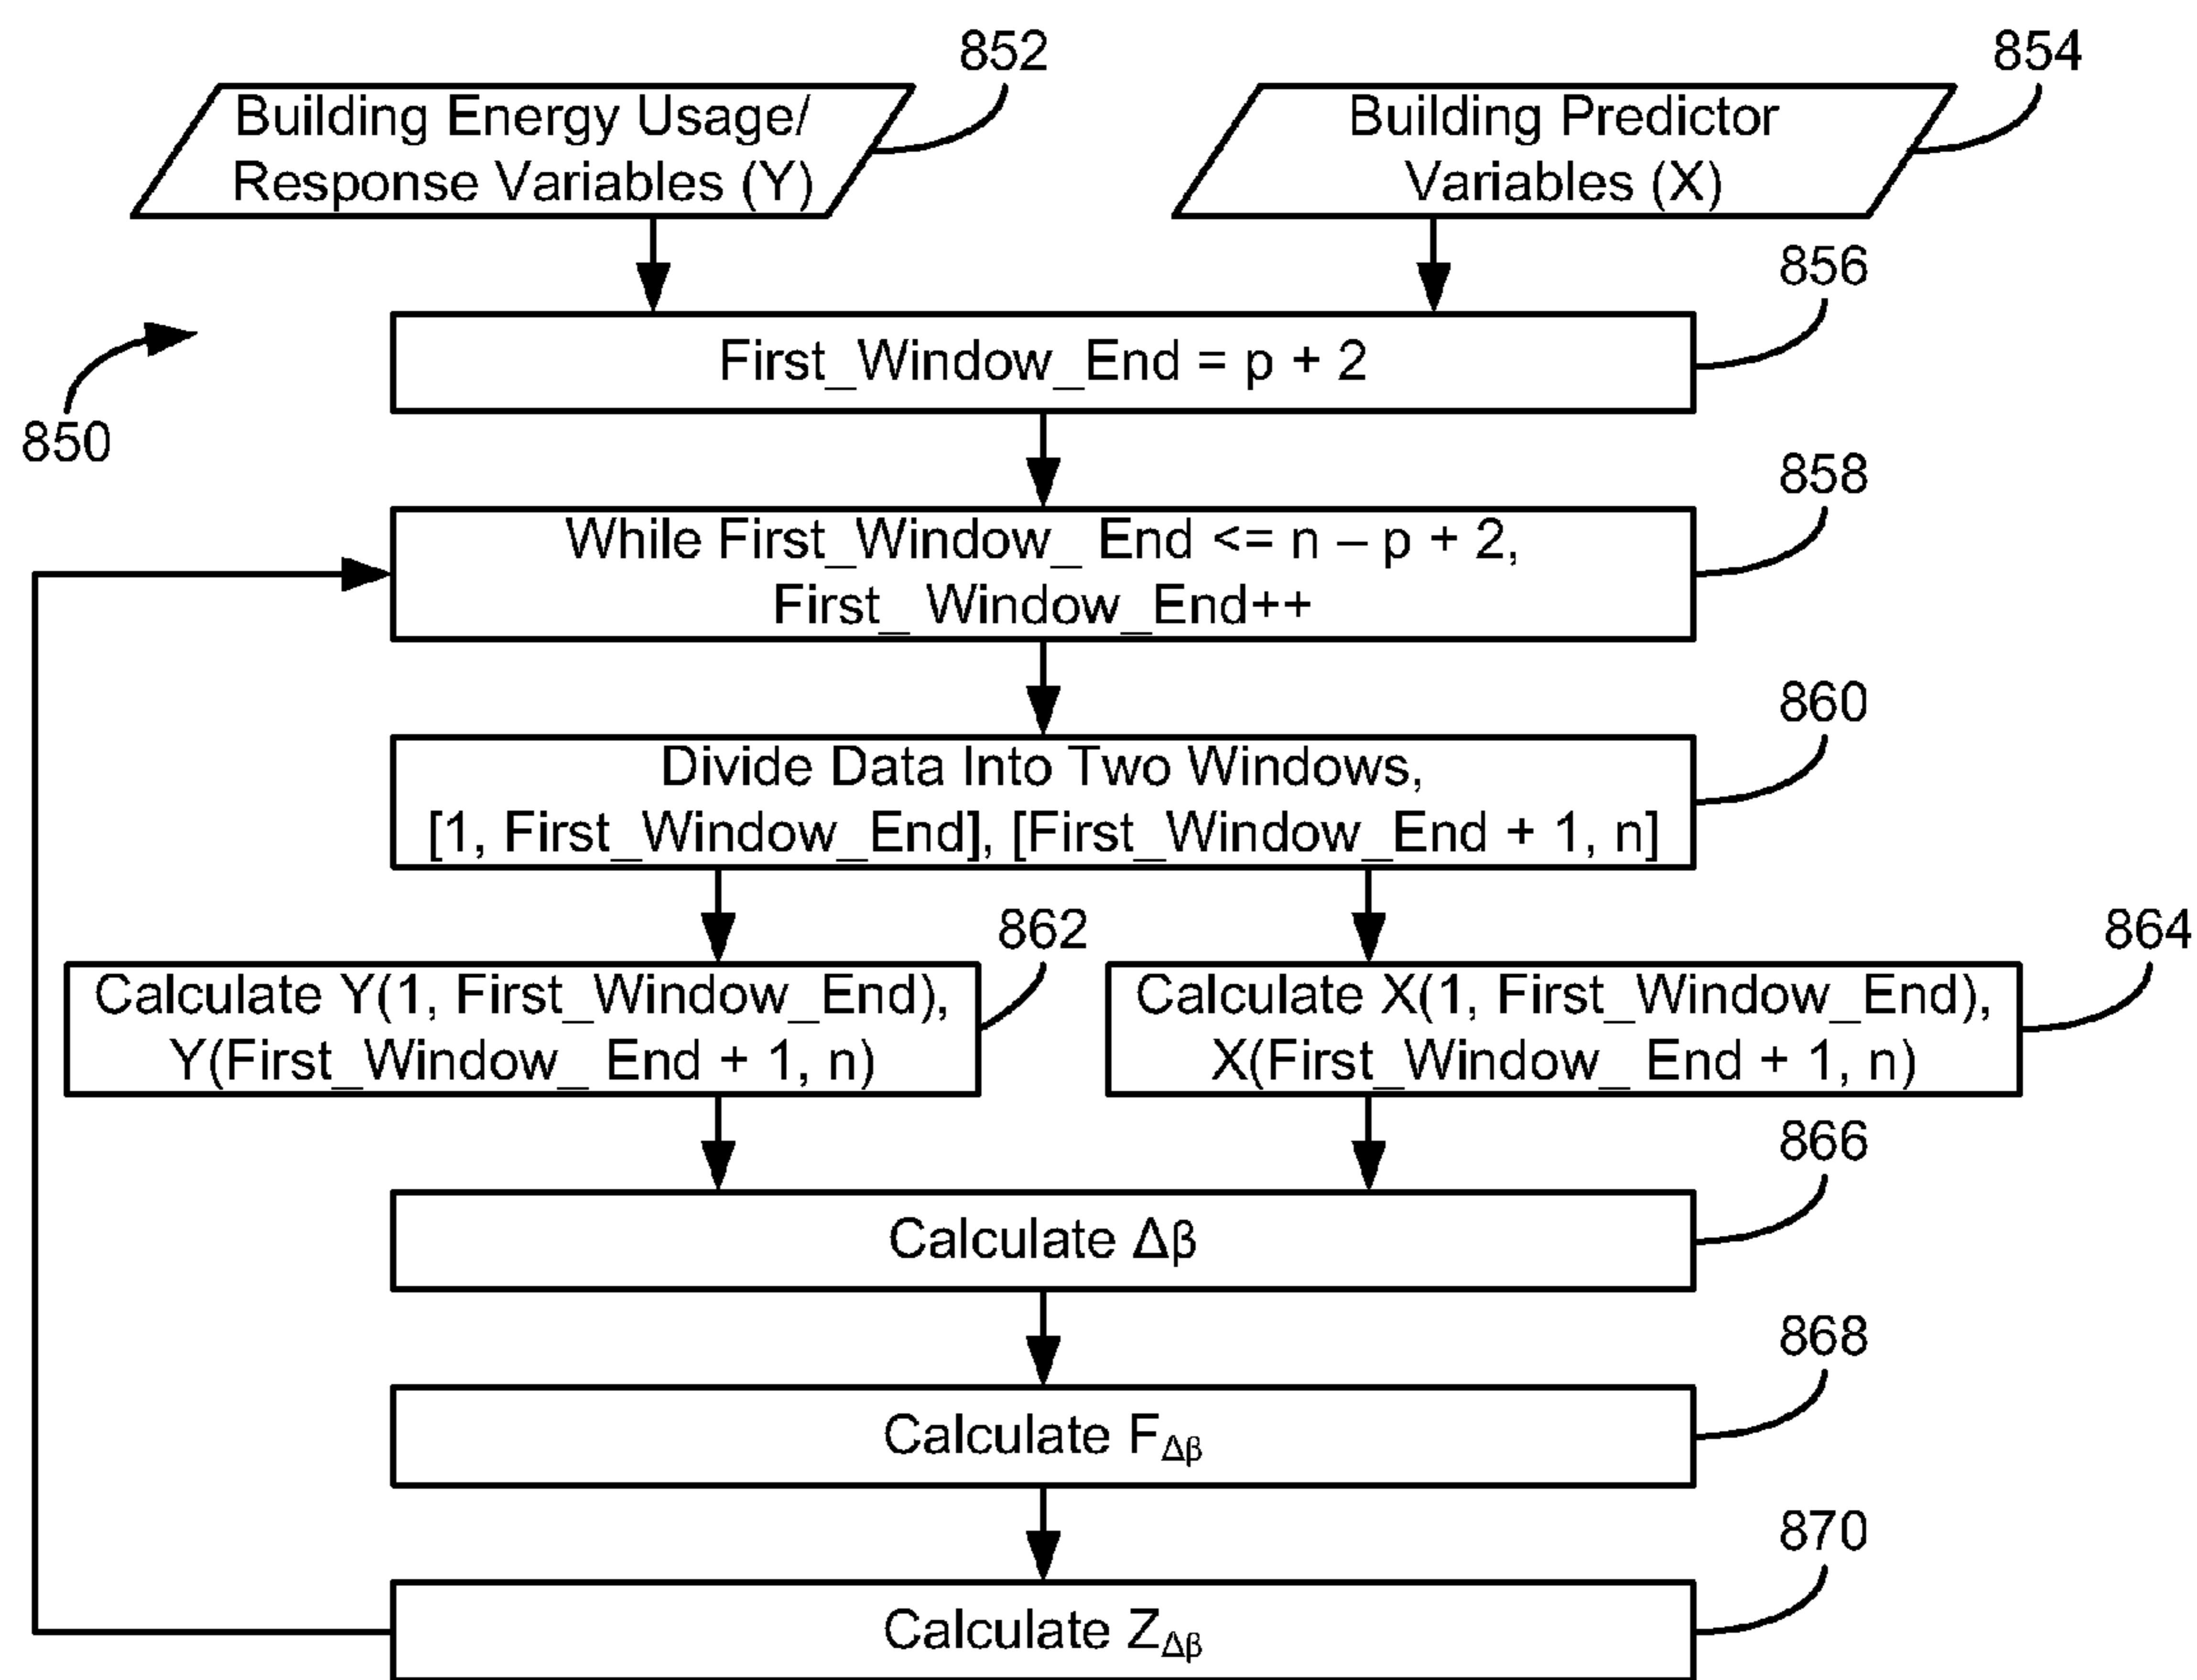 852
854
Building Energy Usage/
Response Variables (Y)
Building Predictor
Variables (X)
856
First_Window_End = p + 2
850
858
While First_Window_ End <= n – p + 2,
First_ Window_End++
860
Divide Data Into Two Windows,
[1, First_Window_End], [First_Window_End + 1, n]
862
864
Calculate Y(1, First_Window_End),
Y(First_Window_ End + 1, n)
Calculate X(1, First_Window_End),
X(First_Window_ End + 1, n)
866
Calculate Δβ
868
Calculate F_Δβ
870
Calculate Z_Δβ